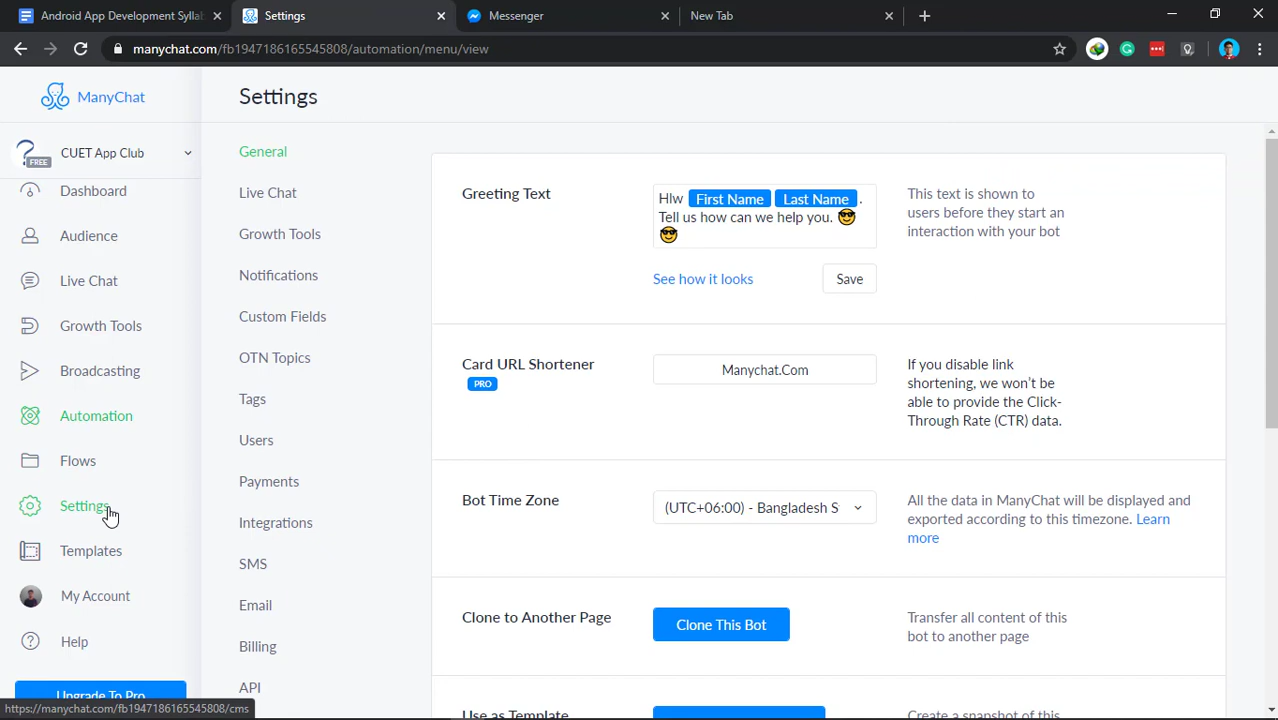 Android App Development Syllab
Settings
Messenger
New Tab
manychat.com/fb1947186165545808/automation/menu/view
ManyChat
Settings
FREE
CUET App Club
Dashboard
Audience
Live Chat
Growth Tools
Broadcasting
Automation
Flows
Settings
Templates
My Account
Help
Upgrade To Pro
https://manychat.com/fb1947186165545808/cms
General
Live Chat
Growth Tools
Notifications
Custom Fields
OTN Topics
Tags
Users
Payments
Integrations
SMS
Email
Billing
API
Greeting Text
Hlw First Name Last Name .
Tell us how can we help you. 😎
😎
See how it looks
Save
This text is shown to
users before they start an
interaction with your bot
Card URL Shortener
PRO
Manychat.Com
If you disable link
shortening, we won't be
able to provide the Click-
Through Rate (CTR) data.
Bot Time Zone
(UTC+06:00) - Bangladesh S
All the data in ManyChat will be displayed and
exported according to this timezone. Learn
more
Clone to Another Page
Clone This Bot
Transfer all content of this
bot to another page
Use as Template
Create a snapshot of this